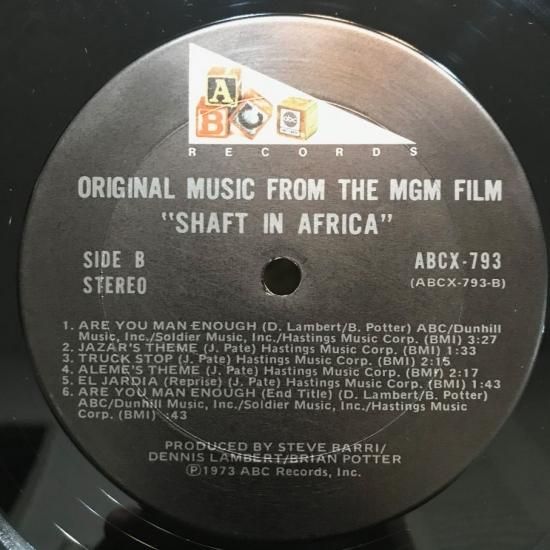 A
B C abc
RECORDS
ORIGINAL MUSIC FROM THE MGM FILM
"SHAFT IN AFRICA"
SIDE B
STEREO
ABCX-793
(ABCX-793-B)
1. ARE YOU MAN ENOUGH (D. Lambert/B. Potter) ABC/Dunhill
Music, Inc./Soldier Music, Inc./Hastings Music Corp. (BMI) 3:27
2. JAZAR'S THEME (J. Pate) Hastings Music Corp. (BMI) 1:33
3. TRUCK STOP (J. Pate) Hastings Music Corp. (BMI) 2:15
4. ALEME'S THEME (J. Pate) Hastings Music Corp. (BMI) 2:17
5. EL JARDIA (Reprise) (J. Pate) Hastings Music Corp. (BMI) 1:43
6. ARE YOU MAN ENOUGH (End Title) (D. Lambert/B. Potter)
ABC/Dunhill Music, Inc./Soldier Music, Inc./Hastings Music
Corp. (BMI) :43
PRODUCED BY STEVE BARRI/
DENNIS LAMBERT/BRIAN POTTER
Ⓟ1973 ABC Records, Inc.